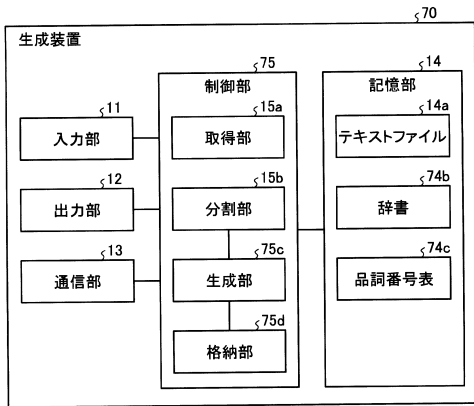 70
生成装置
75
制御部
14
記憶部
11
入力部
15a
取得部
14a
テキストファイル
12
出力部
15b
分割部
74b
辞書
13
通信部
75c
生成部
74c
品詞番号表
75d
格納部